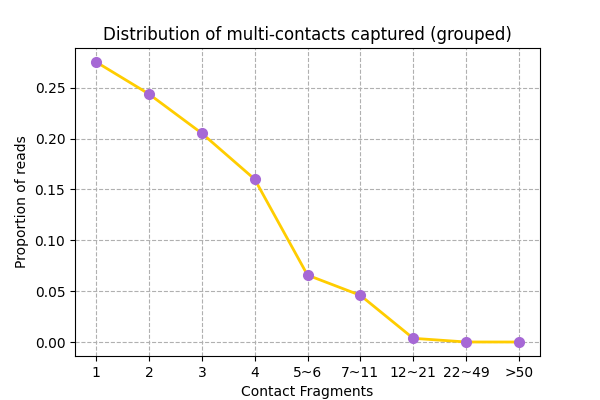 Distribution of multi-contacts captured (grouped)
Proportion of reads
0.25
0.20
0.15
0.10
0.05
0.00
1 2 3 4 5~6 7~11 12~21 22~49 >50
Contact Fragments